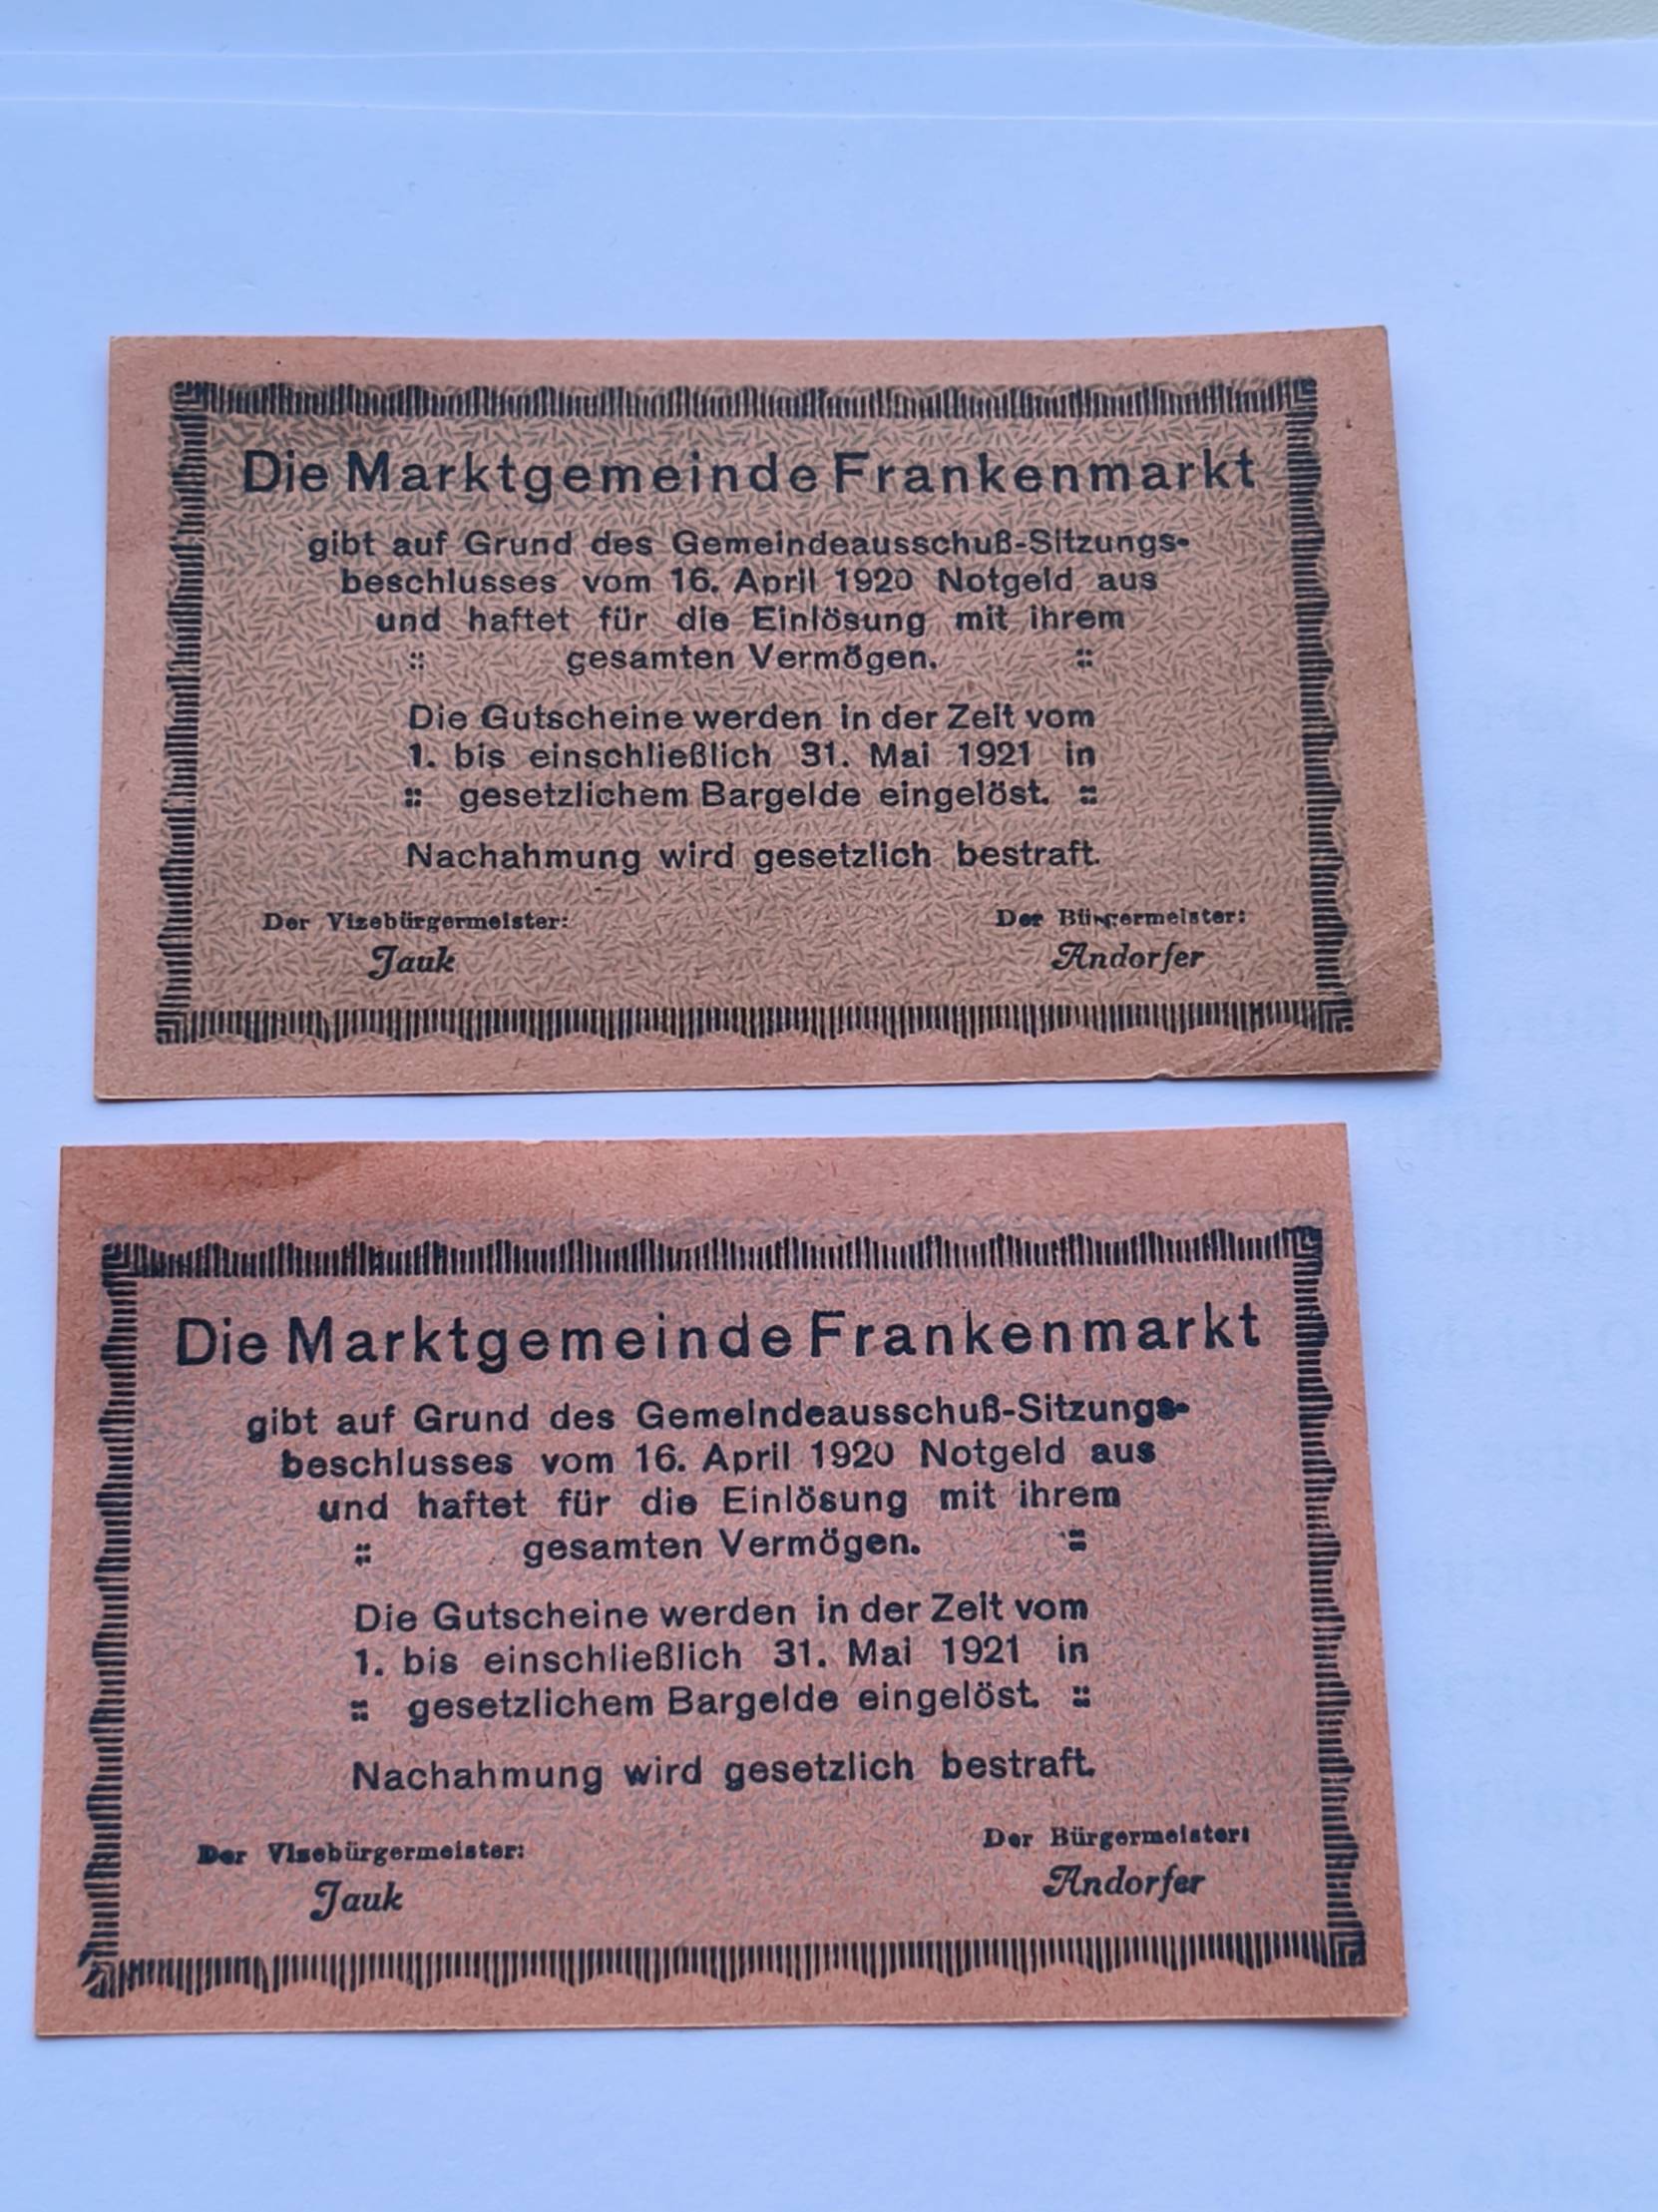 Die Marktgemeinde Frankenmarkt
gibt auf Grund des Gemeindeausschuß-Sitzungs-
beschlusses vom 16. April 1920 Notgeld aus
und haftet für die Einlösung mit ihrem
:: gesamten Vermögen. ::
Die Gutscheine werden in der Zeit vom
1. bis einschließlich 31. Mai 1921 in
:: gesetzlichem Bargelde eingelöst. ::
Nachahmung wird gesetzlich bestraft.
Der Vizebürgermeister: Der Bürgermeister:
Jauk Andorfer
Die Marktgemeinde Frankenmarkt
gibt auf Grund des Gemeindeausschuß-Sitzungs-
beschlusses vom 16. April 1920 Notgeld aus
und haftet für die Einlösung mit ihrem
:: gesamten Vermögen. ::
Die Gutscheine werden in der Zeit vom
1. bis einschließlich 31. Mai 1921 in
:: gesetzlichem Bargelde eingelöst. ::
Nachahmung wird gesetzlich bestraft.
Der Vizebürgermeister: Der Bürgermeister:
Jauk Andorfer